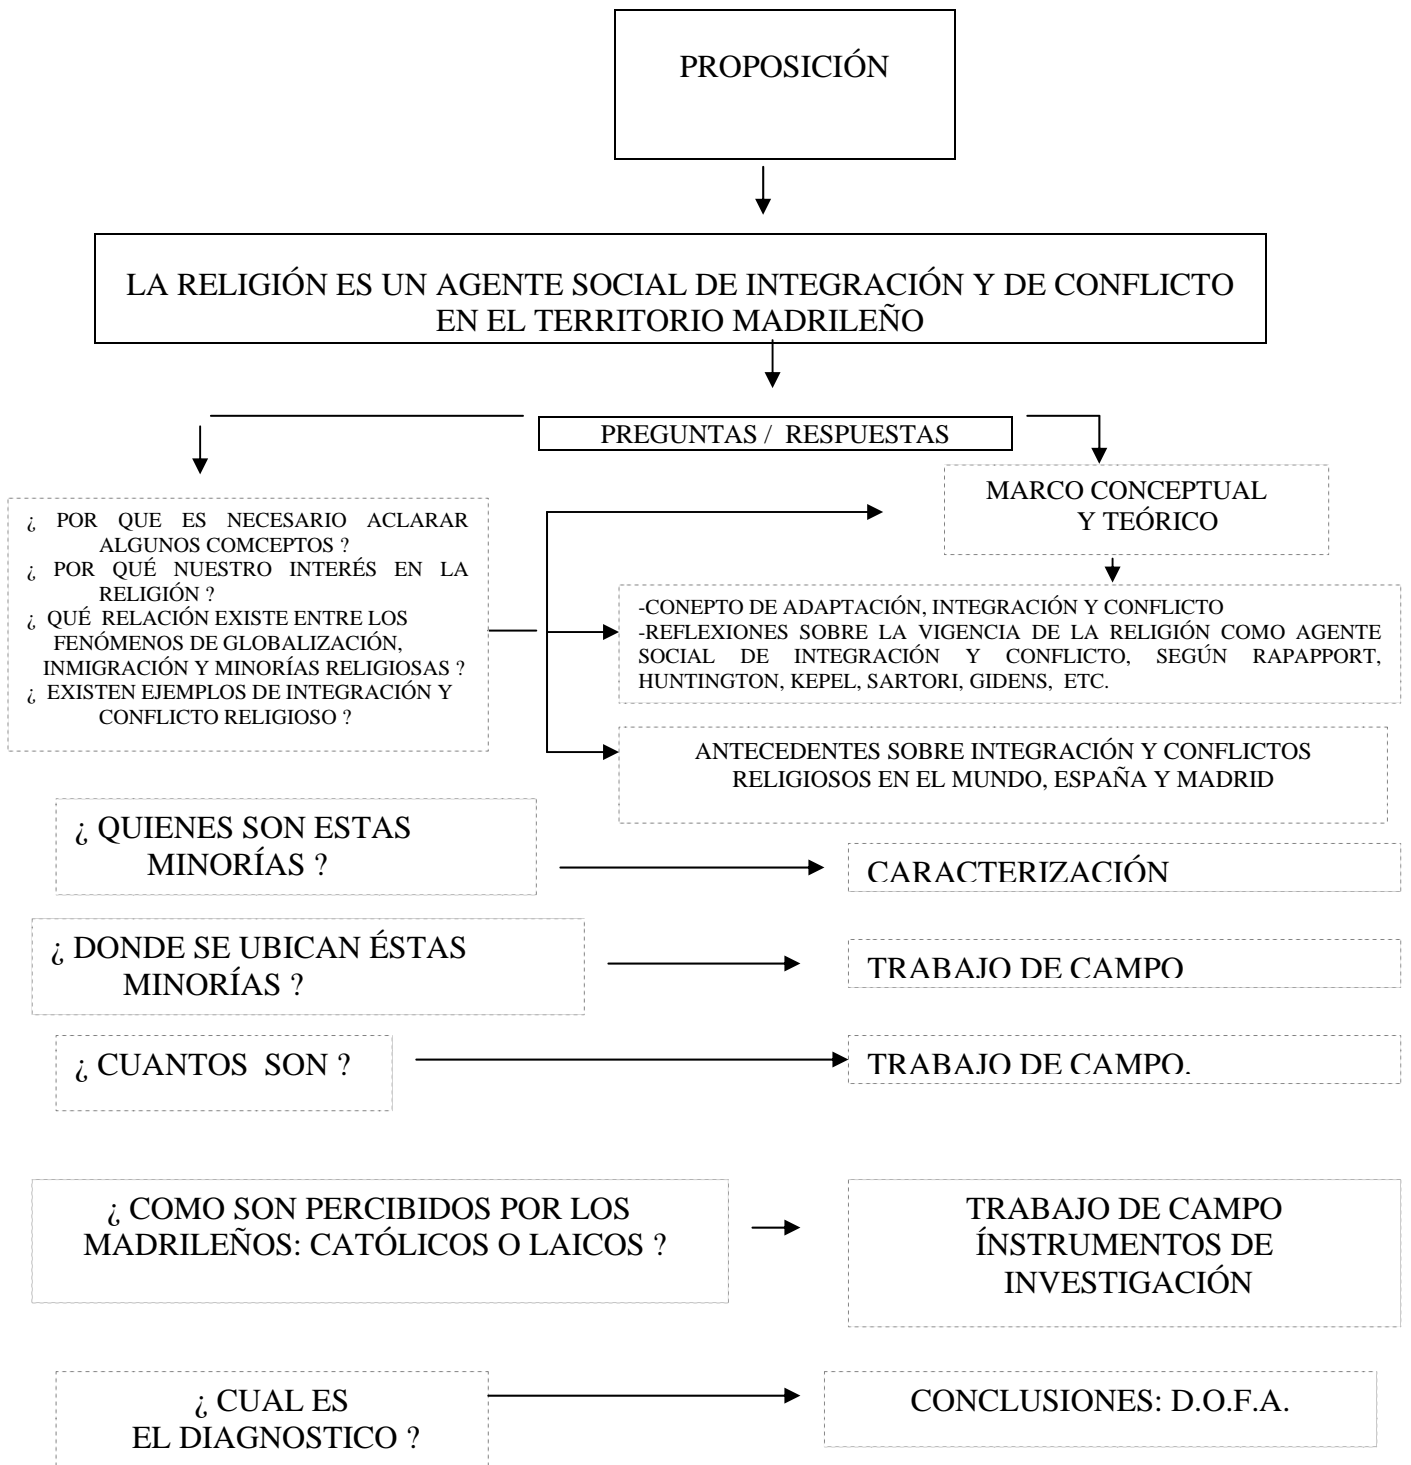 PROPOSICIÓN
LA RELIGIÓN ES UN AGENTE SOCIAL DE INTEGRACIÓN Y DE CONFLICTO
EN EL TERRITORIO MADRILEÑO
PREGUNTAS / RESPUESTAS
¿ POR QUE ES NECESARIO ACLARAR
ALGUNOS COMCEPTOS ?
¿ POR QUÉ NUESTRO INTERÉS EN LA
RELIGIÓN ?
¿ QUÉ RELACIÓN EXISTE ENTRE LOS
FENÓMENOS DE GLOBALIZACIÓN,
INMIGRACIÓN Y MINORÍAS RELIGIOSAS ?
¿ EXISTEN EJEMPLOS DE INTEGRACIÓN Y
CONFLICTO RELIGIOSO ?
MARCO CONCEPTUAL
Y TEÓRICO
-CONEPTO DE ADAPTACIÓN, INTEGRACIÓN Y CONFLICTO
-REFLEXIONES SOBRE LA VIGENCIA DE LA RELIGIÓN COMO AGENTE
SOCIAL DE INTEGRACIÓN Y CONFLICTO, SEGÚN RAPAPPORT,
HUNTINGTON, KEPEL, SARTORI, GIDENS, ETC.
ANTECEDENTES SOBRE INTEGRACIÓN Y CONFLICTOS
RELIGIOSOS EN EL MUNDO, ESPAÑA Y MADRID
¿ QUIENES SON ESTAS
MINORÍAS ?
CARACTERIZACIÓN
¿ DONDE SE UBICAN ÉSTAS
MINORÍAS ?
TRABAJO DE CAMPO
¿ CUANTOS SON ?
TRABAJO DE CAMPO.
¿ COMO SON PERCIBIDOS POR LOS
MADRILEÑOS: CATÓLICOS O LAICOS ?
TRABAJO DE CAMPO
ÍNSTRUMENTOS DE
INVESTIGACIÓN
¿ CUAL ES
EL DIAGNOSTICO ?
CONCLUSIONES: D.O.F.A.